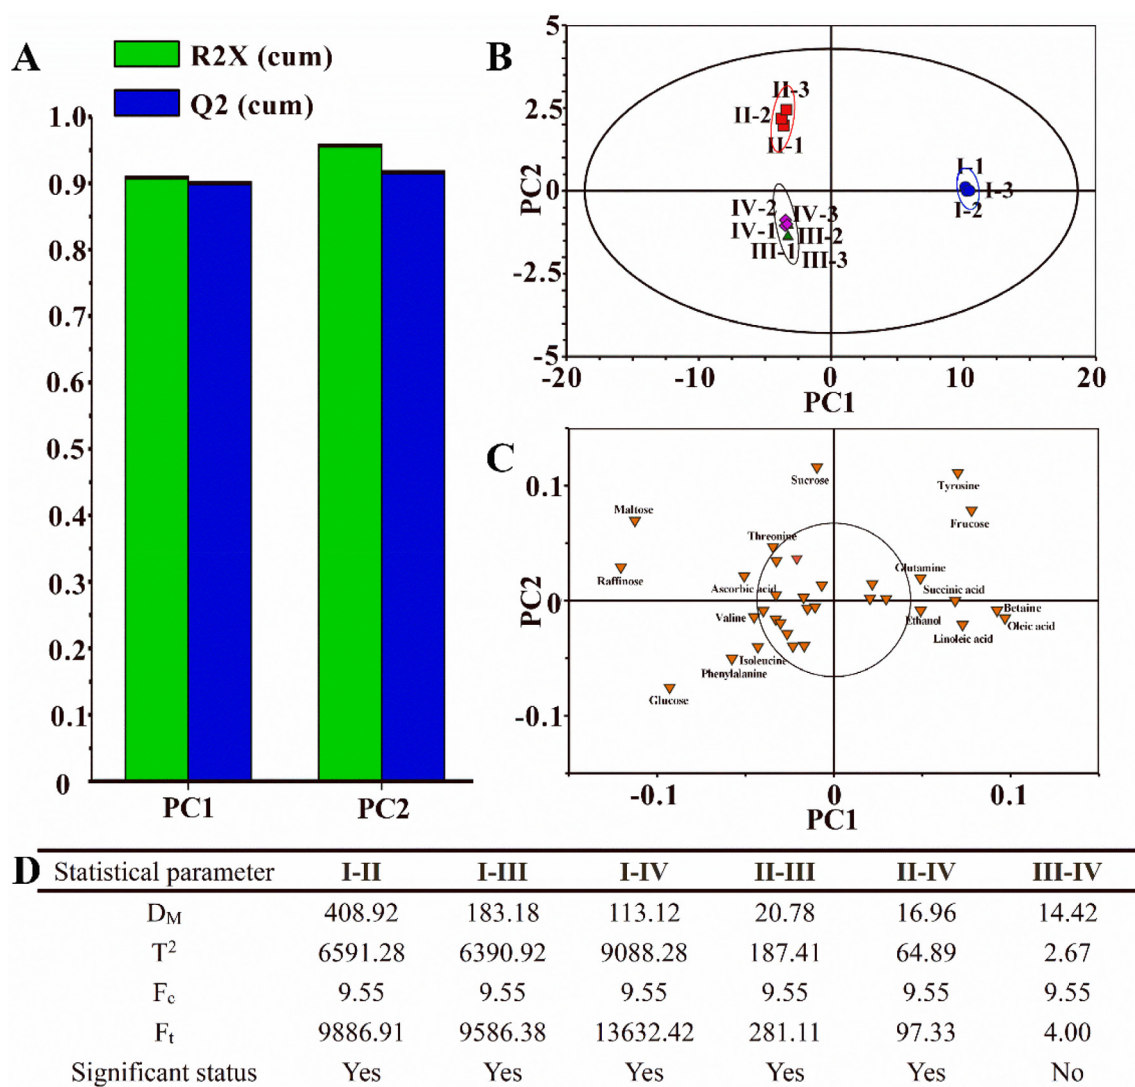 A
R2X (cum)
Q2 (cum)
1.0
0.9
0.8
0.7
0.6
0.5
0.4
0.3
0.2
0.1
0
PC1 PC2
B
5
2.5
0
-2.5
-5
PC2
II-3
II-2
II-1
I-1
I-3
I-2
IV-2
IV-3
IV-1
III-2
III-1
III-3
-20 -10 0 10 20
PC1
C
0.1
0
-0.1
PC2
Sucrose
Tyrosine
Maltose
Frucose
Threonine
Raffinose
Glutamine
Ascorbic acid
Succinic acid
Betaine
Valine
Ethanol
Oleic acid
Linoleic acid
Isoleucine
Phenylalanine
Glucose
-0.1 0 0.1
PC1
D Statistical parameter I-II I-III I-IV II-III II-IV III-IV
DM 408.92 183.18 113.12 20.78 16.96 14.42
T2 6591.28 6390.92 9088.28 187.41 64.89 2.67
Fc 9.55 9.55 9.55 9.55 9.55 9.55
Ft 9886.91 9586.38 13632.42 281.11 97.33 4.00
Significant status Yes Yes Yes Yes Yes No